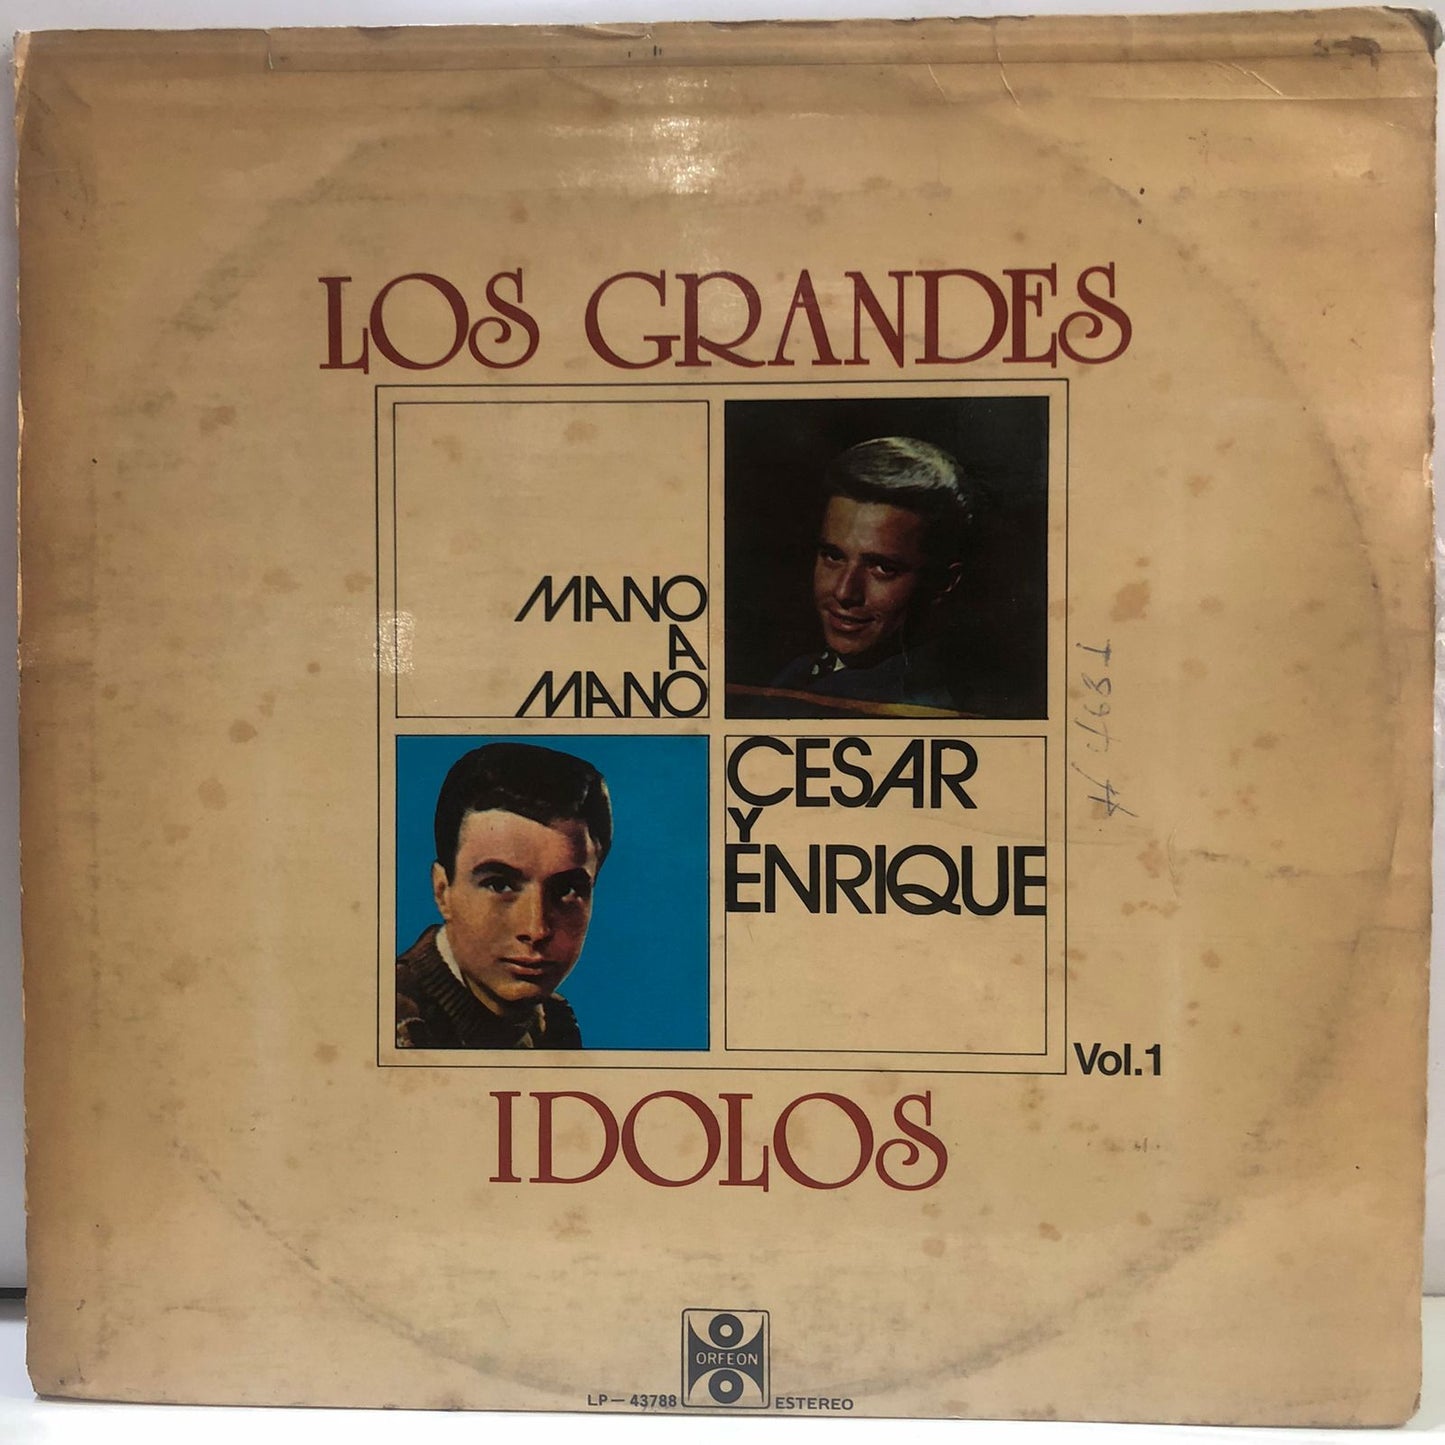 LOS GRANDES
MANO
A
MANO
CESAR
Y
ENRIQUE
Vol.1
IDOLOS
ORFEON
LP-43788
ESTEREO